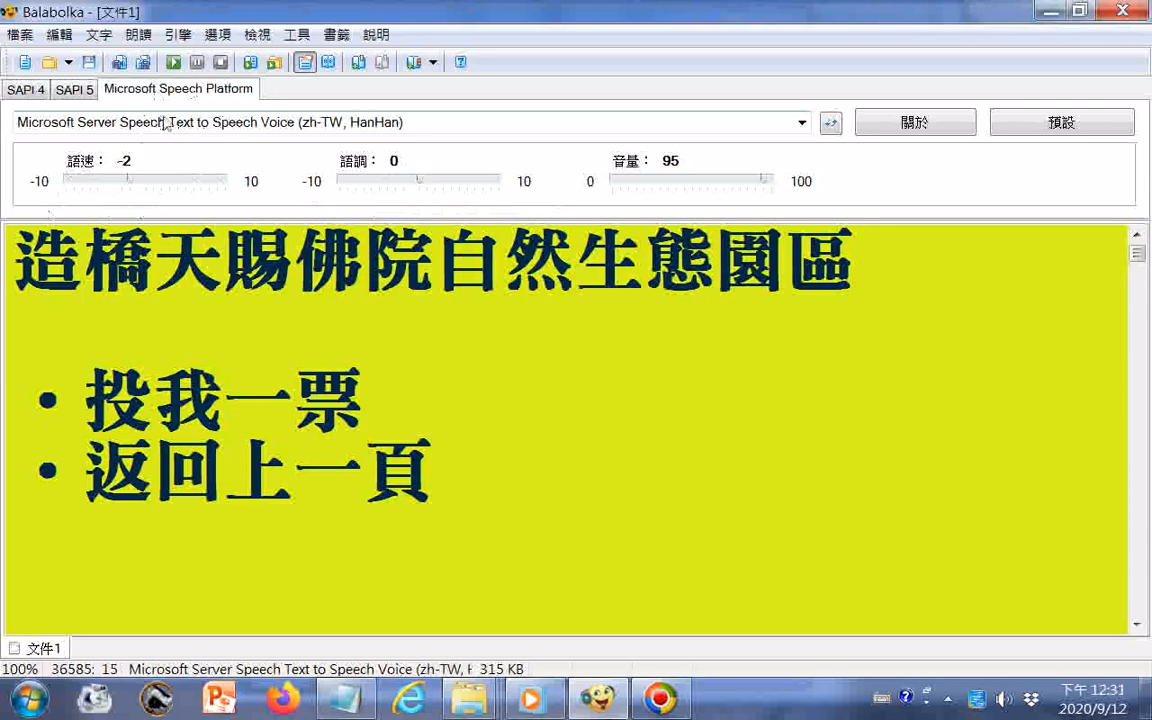 Balabolka - [文件1]
檔案 編輯 文字 朗讀 引擎 選項 檢視 工具 書籤 說明
SAPI 4 SAPI 5 Microsoft Speech Platform
Microsoft Server Speech Text to Speech Voice (zh-TW, HanHan) 關於 預設
語速： -2 語調： 0 音量： 95
-10 10 -10 10 0 100
造橋天賜佛院自然生態園區
• 投我一票
• 返回上一頁
文件1
100% 36585: 15 Microsoft Server Speech Text to Speech Voice (zh-TW, H 315 KB
下午 12:31
2020/9/12